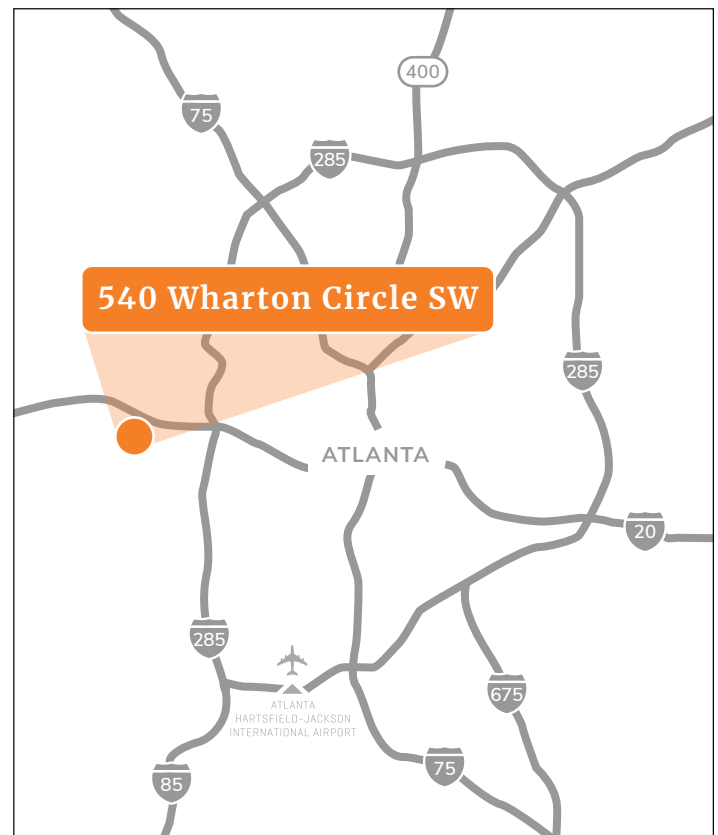 400
75
285
540 Wharton Circle SW
285
ATLANTA
20
285
ATLANTA
HARTSFIELD-JACKSON
INTERNATIONAL AIRPORT
675
75
85